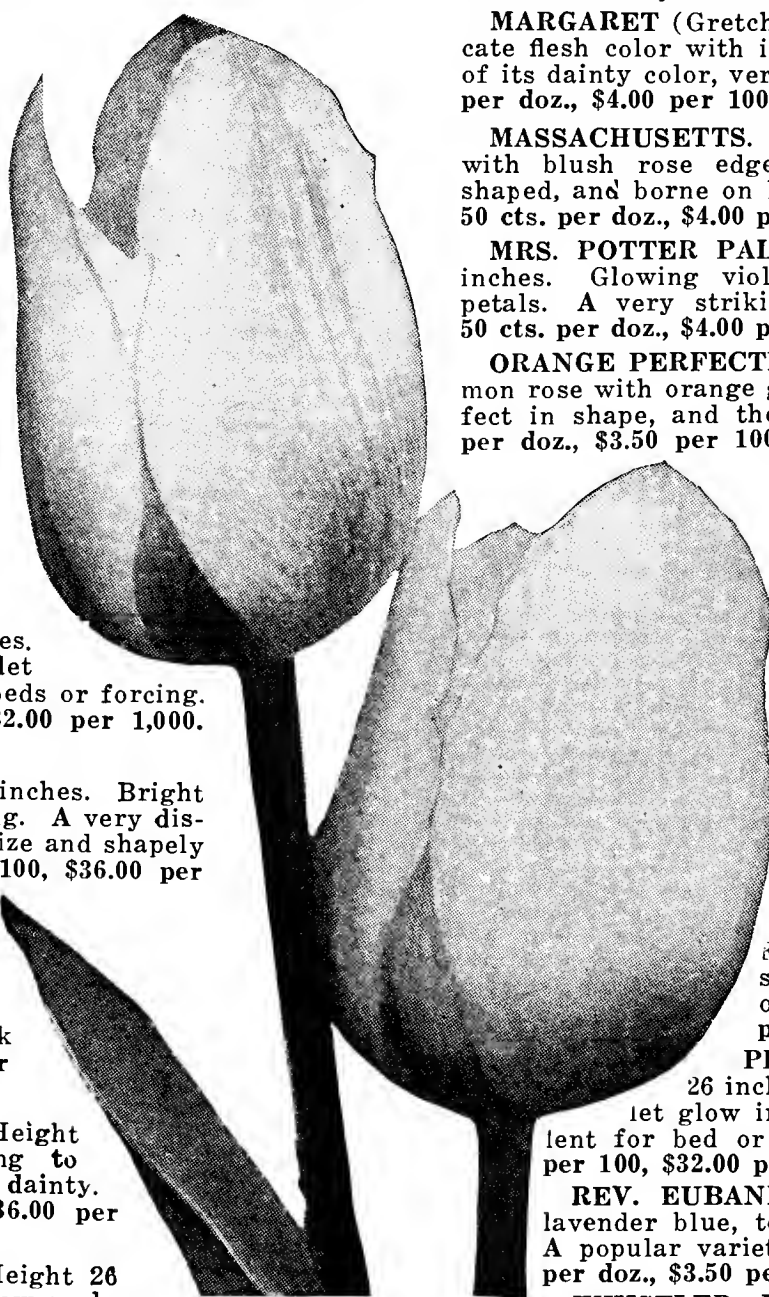 MARGARET (Gretch
cate flesh color with i
of its dainty color, ver
per doz., $4.00 per 100
MASSACHUSETTS.
with blush rose edge
shaped, and borne on
50 cts. per doz., $4.00 p
MRS. POTTER PAL
inches. Glowing viol
petals. A very striki
50 cts. per doz., $4.00 p
ORANGE PERFECT
mon rose with orange
fect in shape, and the
per doz., $3.50 per 100
es.
let
beds or forcing.
2.00 per 1,000.
inches. Bright
g. A very dis-
ize and shapely
100, $36.00 per
k
r
Height
ng to
dainty.
36.00 per
Height 26
s
o
p
26 incl
let glow in
lent for bed or
per 100, $32.00 p
REV. EUBAN
lavender blue, t
A popular variet
per doz., $3.50 pe